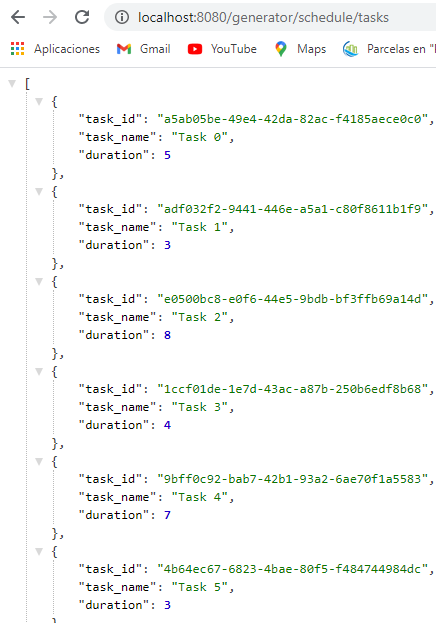 localhost:8080/generator/schedule/tasks
Aplicaciones Gmail YouTube Maps Parcelas en "
[
{
"task_id": "a5ab05be-49e4-42da-82ac-f4185aece0c0",
"task_name": "Task 0",
"duration": 5
},
{
"task_id": "adf032f2-9441-446e-a5a1-c80f8611b1f9",
"task_name": "Task 1",
"duration": 3
},
{
"task_id": "e0500bc8-e0f6-44e5-9bdb-bf3ffb69a14d",
"task_name": "Task 2",
"duration": 8
},
{
"task_id": "1ccf01de-1e7d-43ac-a87b-250b6edf8b68",
"task_name": "Task 3",
"duration": 4
},
{
"task_id": "9bff0c92-bab7-42b1-93a2-6ae70f1a5583",
"task_name": "Task 4",
"duration": 7
},
{
"task_id": "4b64ec67-6823-4bae-80f5-f484744984dc",
"task_name": "Task 5",
"duration": 3
}